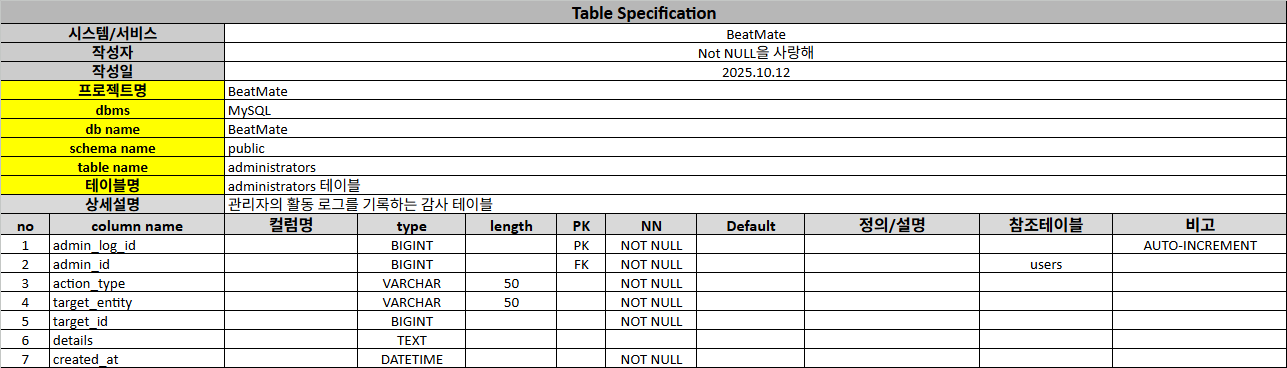 Table Specification
시스템/서비스 BeatMate
작성자 Not NULL을 사랑해
작성일 2025.10.12
프로젝트명 BeatMate
dbms MySQL
db name BeatMate
schema name public
table name administrators
테이블명 administrators 테이블
상세설명 관리자의 활동 로그를 기록하는 감사 테이블
no column name 컬럼명 type length PK NN Default 정의/설명 참조테이블 비고
1 admin_log_id BIGINT PK NOT NULL AUTO-INCREMENT
2 admin_id BIGINT FK NOT NULL users
3 action_type VARCHAR 50 NOT NULL
4 target_entity VARCHAR 50 NOT NULL
5 target_id BIGINT NOT NULL
6 details TEXT
7 created_at DATETIME NOT NULL